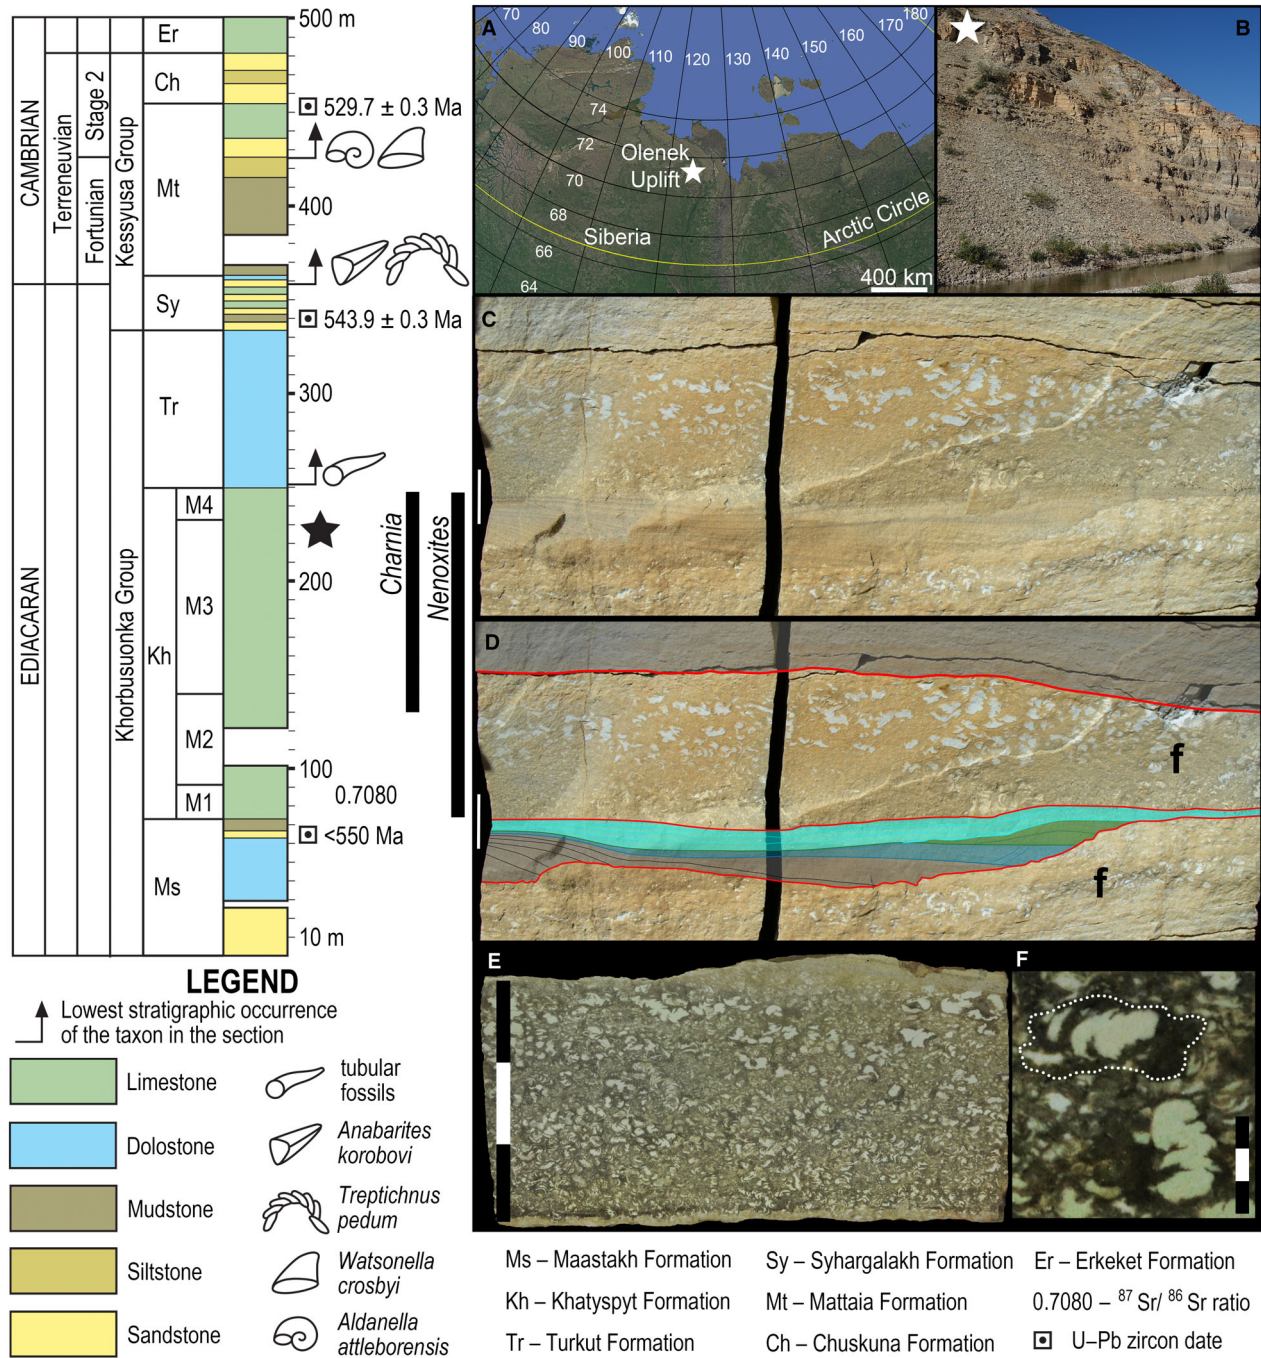 CAMBRIAN
EDIACARAN
Terreneuvian
Stage 2
Fortunian
Kessyusa Group
Khorbusuonka Group
Er
Ch
Mt
Sy
Tr
Kh
M4
M3
M2
M1
Ms
500 m
529.7 ± 0.3 Ma
400
543.9 ± 0.3 Ma
300
200
100
0.7080
<550 Ma
10 m
Charnia
Nenoxites
A
70
80
90
100
110
120
130
140
150
160
170
180
74
72
70
68
66
64
Olenek
Uplift
Siberia
Arctic Circle
400 km
B
C
D
f
f
E
F
LEGEND
Lowest stratigraphic occurrence
of the taxon in the section
Limestone
Dolostone
Mudstone
Siltstone
Sandstone
tubular
fossils
Anabarites
korobovi
Treptichnus
pedum
Watsonella
crosbyi
Aldanella
attleborensis
Ms – Maastakh Formation
Kh – Khatyspyt Formation
Tr – Turkut Formation
Sy – Syhargalakh Formation
Mt – Mattaia Formation
Ch – Chuskuna Formation
Er – Erkeket Formation
0.7080 – ⁸⁷ Sr/ ⁸⁶ Sr ratio
U–Pb zircon date